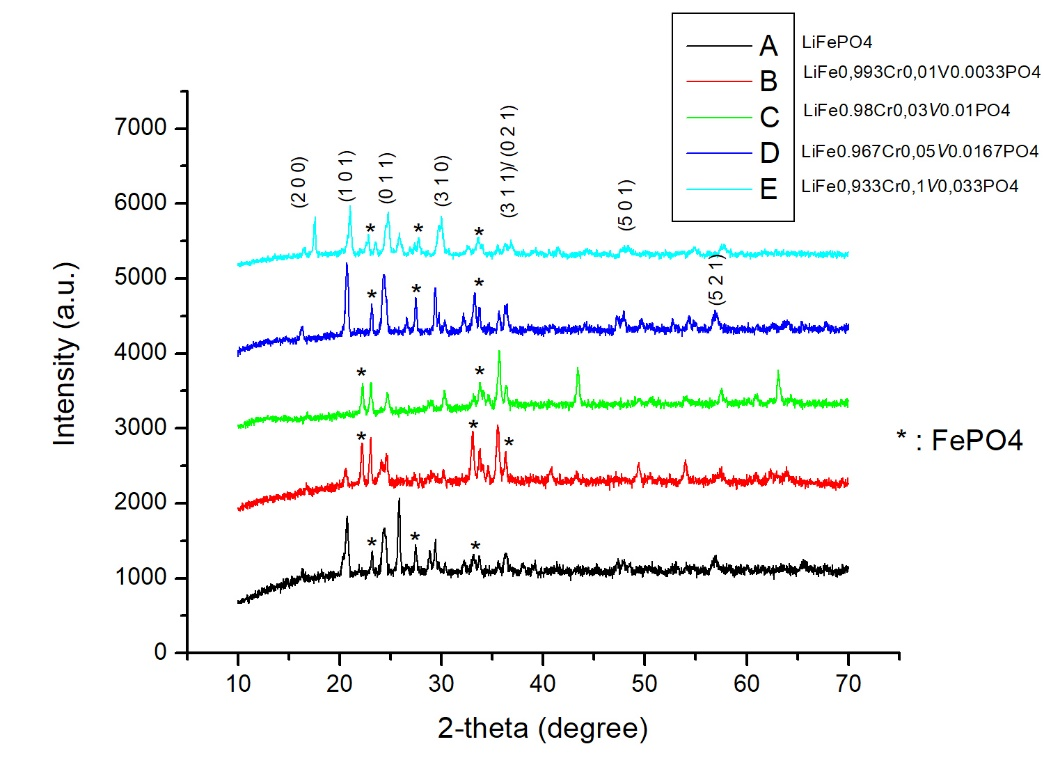 A LiFePO4
B LiFe0,993Cr0,01V0.0033PO4
C LiFe0.98Cr0,03V0.01PO4
D LiFe0.967Cr0,05V0.0167PO4
E LiFe0,933Cr0,1V0,033PO4
7000
6000
5000
4000
3000
2000
1000
0
Intensity (a.u.)
(2 0 0)
(1 0 1)
(0 1 1)
(3 1 0)
(3 1 1)/ (0 2 1)
(5 0 1)
(5 2 1)
* * *
* * *
* *
* * *
* * *
* : FePO4
10 20 30 40 50 60 70
2-theta (degree)